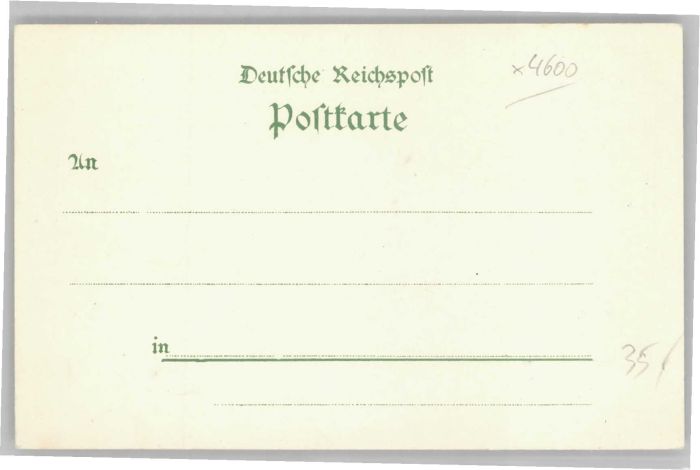 Deutſche Reichspoſt
x4600
Poſtkarte
An
in
35